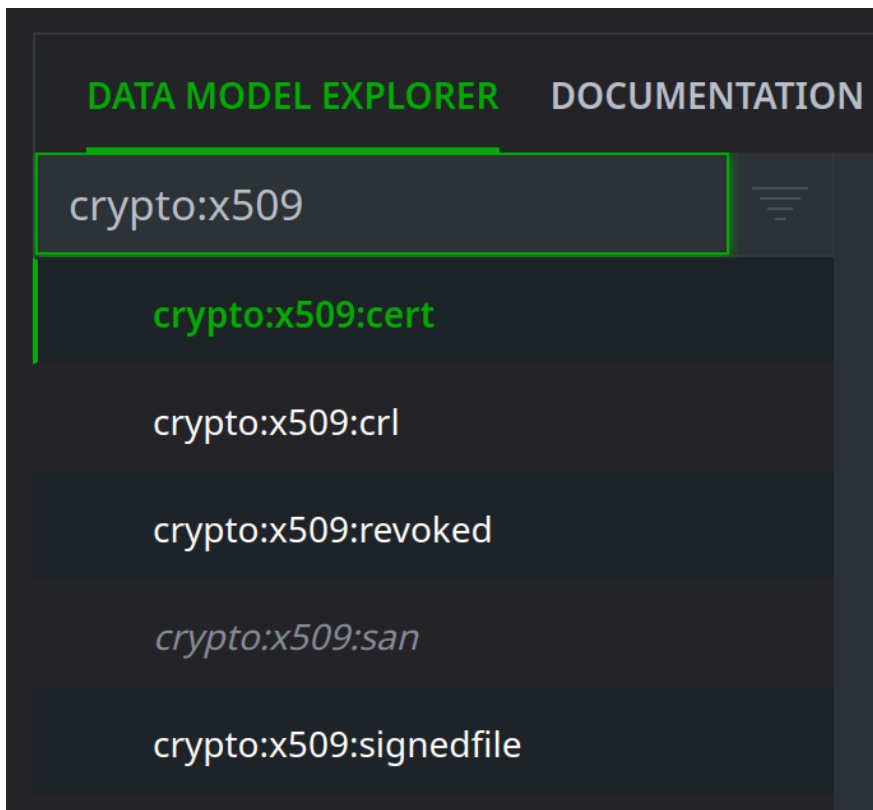 DATA MODEL EXPLORER DOCUMENTATION
crypto:x509
crypto:x509:cert
crypto:x509:crl
crypto:x509:revoked
crypto:x509:san
crypto:x509:signedfile